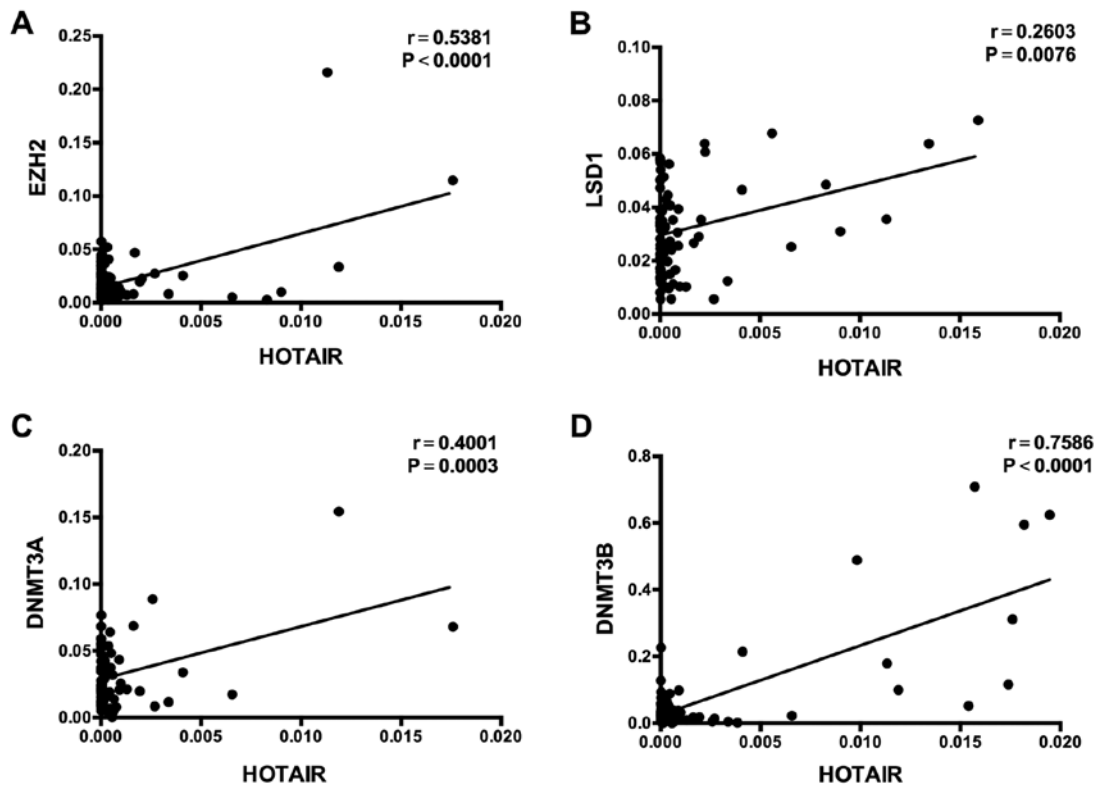 A
r = 0.5381
P < 0.0001
0.25
0.20
0.15
0.10
0.05
0.00
EZH2
0.000 0.005 0.010 0.015 0.020
HOTAIR
B
r = 0.2603
P = 0.0076
0.10
0.08
0.06
0.04
0.02
0.00
LSD1
0.000 0.005 0.010 0.015 0.020
HOTAIR
C
r = 0.4001
P = 0.0003
0.20
0.15
0.10
0.05
0.00
DNMT3A
0.000 0.005 0.010 0.015 0.020
HOTAIR
D
r = 0.7586
P < 0.0001
0.8
0.6
0.4
0.2
0.0
DNMT3B
0.000 0.005 0.010 0.015 0.020
HOTAIR